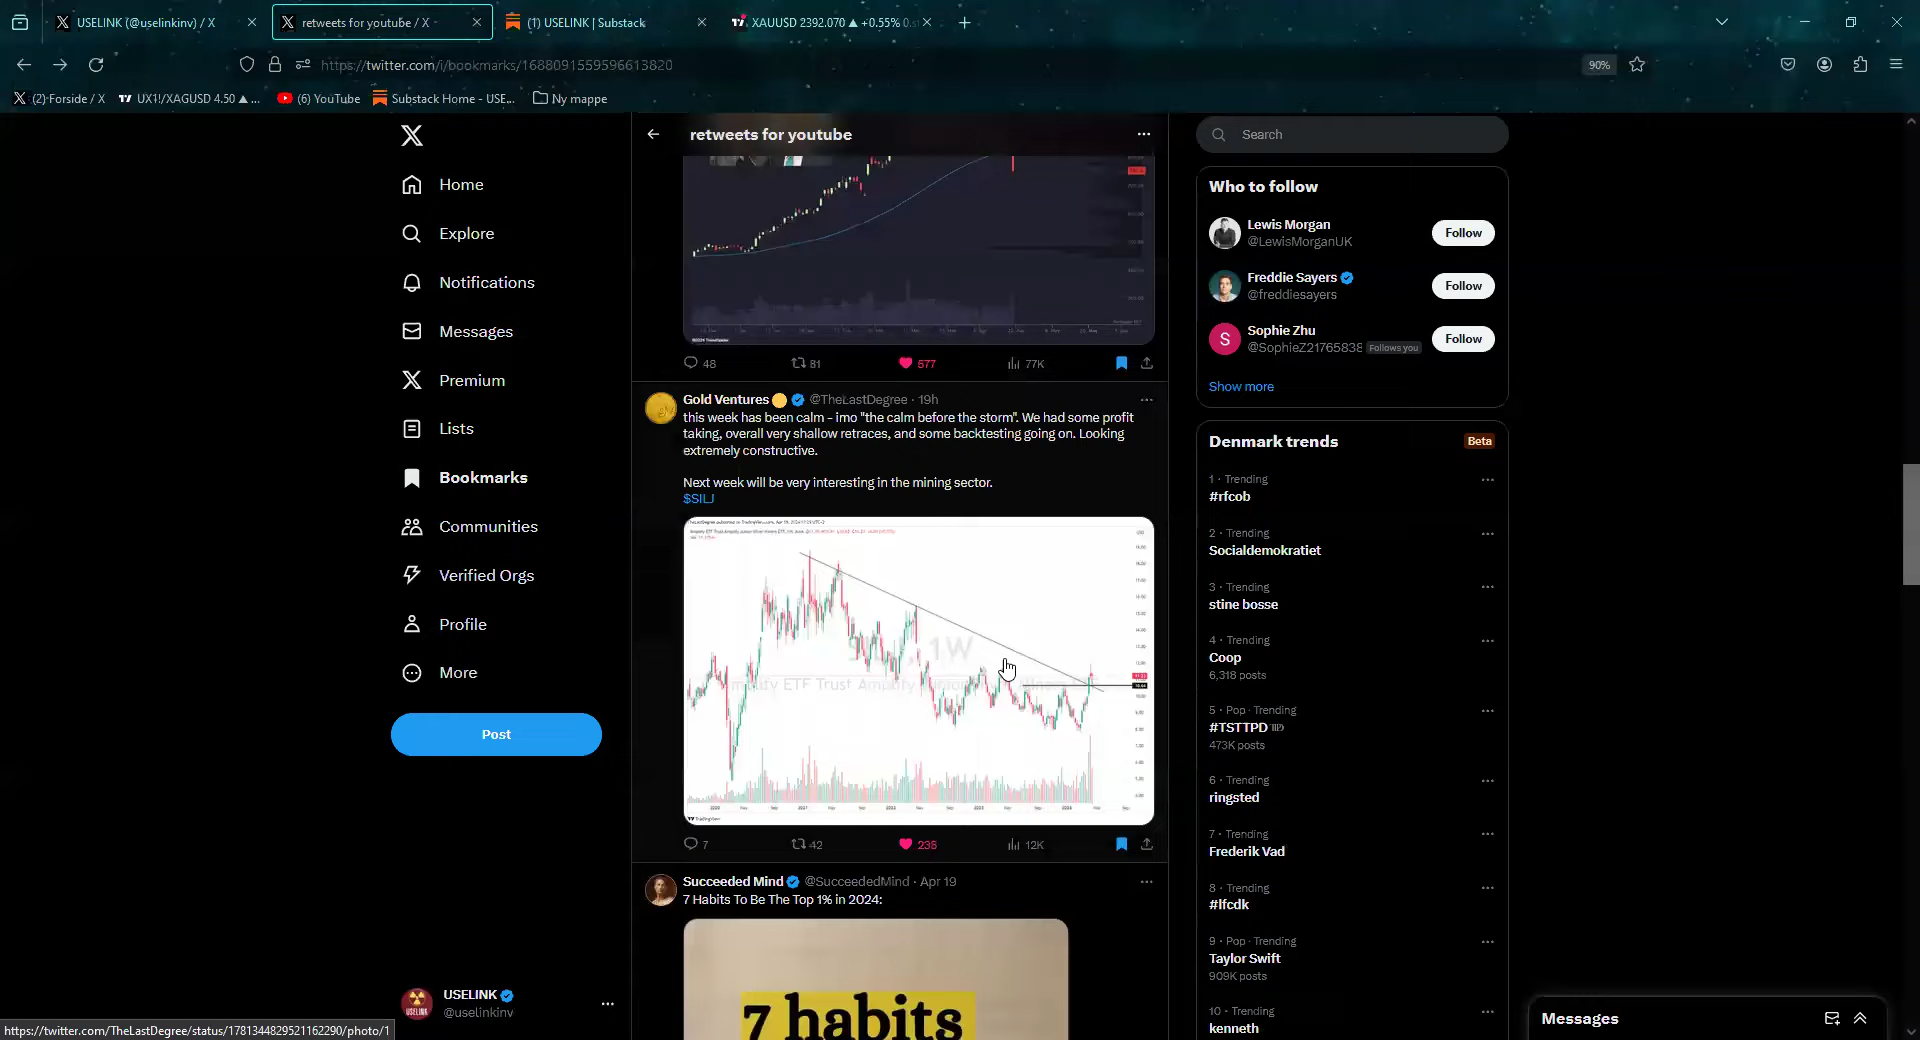 USELINK (@uselinkinv) / X
retweets for youtube / X
(1) USELINK | Substack
XAUUSD 2392.070 ▲ +0.55%
https://twitter.com/i/bookmarks/1688091559596613820
90%
(2) Forside / X
UX1!/XAGUSD 4.50 ▲ ...
(6) YouTube
Substack Home - USE...
Ny mappe
retweets for youtube
Search
Home
Explore
Notifications
Messages
Premium
Lists
Bookmarks
Communities
Verified Orgs
Profile
More
Post
USELINK
@uselinkinv
48
81
577
77K
Gold Ventures @TheLastDegree · 19h
this week has been calm - imo "the calm before the storm". We had some profit
taking, overall very shallow retraces, and some backtesting going on. Looking
extremely constructive.
Next week will be very interesting in the mining sector.
$SILJ
7
42
235
12K
Succeeded Mind @SucceededMind · Apr 19
7 Habits To Be The Top 1% in 2024:
7 habits
Who to follow
Lewis Morgan
@LewisMorganUK
Follow
Freddie Sayers
@freddiesayers
Follow
Sophie Zhu
@SophieZ21765838 Follows you
Follow
Show more
Denmark trends
Beta
1 · Trending
#rfcob
2 · Trending
Socialdemokratiet
3 · Trending
stine bosse
4 · Trending
Coop
6,318 posts
5 · Pop · Trending
#TSTTPD
473K posts
6 · Trending
ringsted
7 · Trending
Frederik Vad
8 · Trending
#lfcdk
9 · Pop · Trending
Taylor Swift
909K posts
10 · Trending
kenneth
Messages
https://twitter.com/TheLastDegree/status/1781344829521162290/photo/1